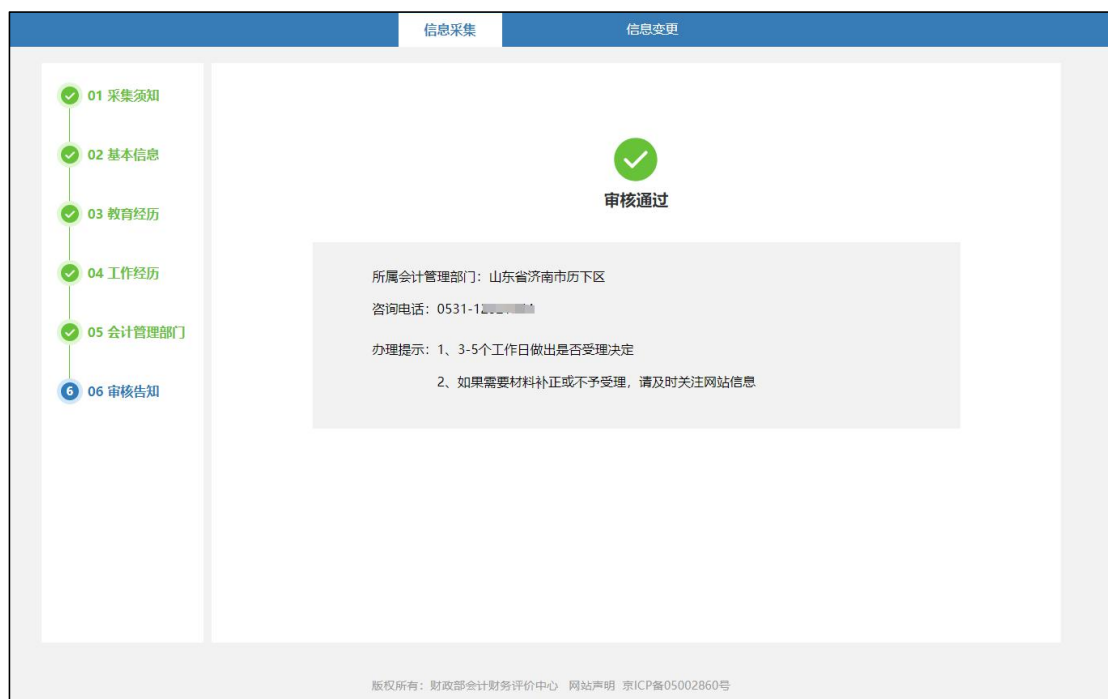 信息采集 信息变更
01 采集须知
02 基本信息
03 教育经历
04 工作经历
05 会计管理部门
6 06 审核告知
审核通过
所属会计管理部门：山东省济南市历下区
咨询电话：0531-1
办理提示：1、3-5个工作日做出是否受理决定
2、如果需要材料补正或不予受理，请及时关注网站信息
版权所有：财政部会计财务评价中心 网站声明 京ICP备05002860号